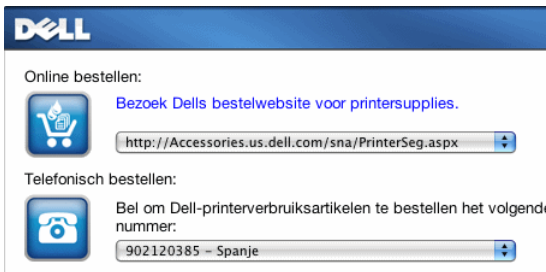 DELL
Online bestellen:
Bezoek Dells bestelwebsite voor printersupplies.
http://Accessories.us.dell.com/sna/PrinterSeg.aspx
Telefonisch bestellen:
Bel om Dell-printerverbruiksartikelen te bestellen het volgende
nummer:
902120385 – Spanje